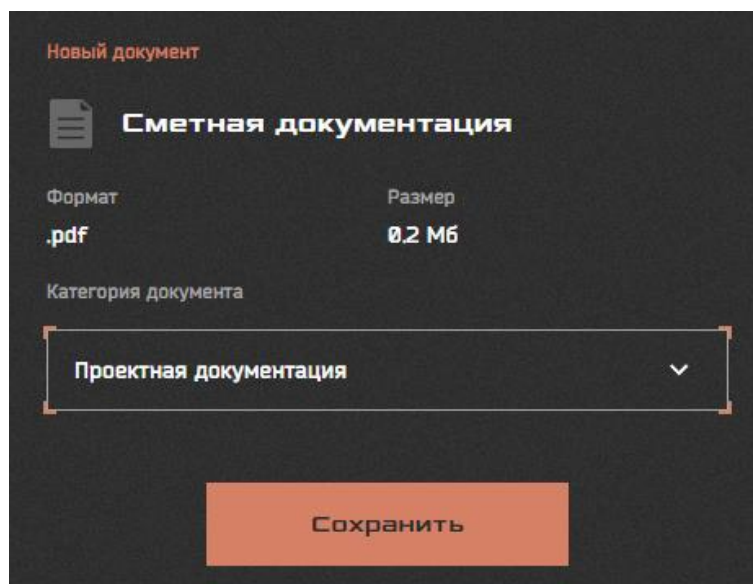 Новый документ
Сметная документация
Формат
Размер
.pdf
0.2 Мб
Категория документа
Проектная документация
Сохранить